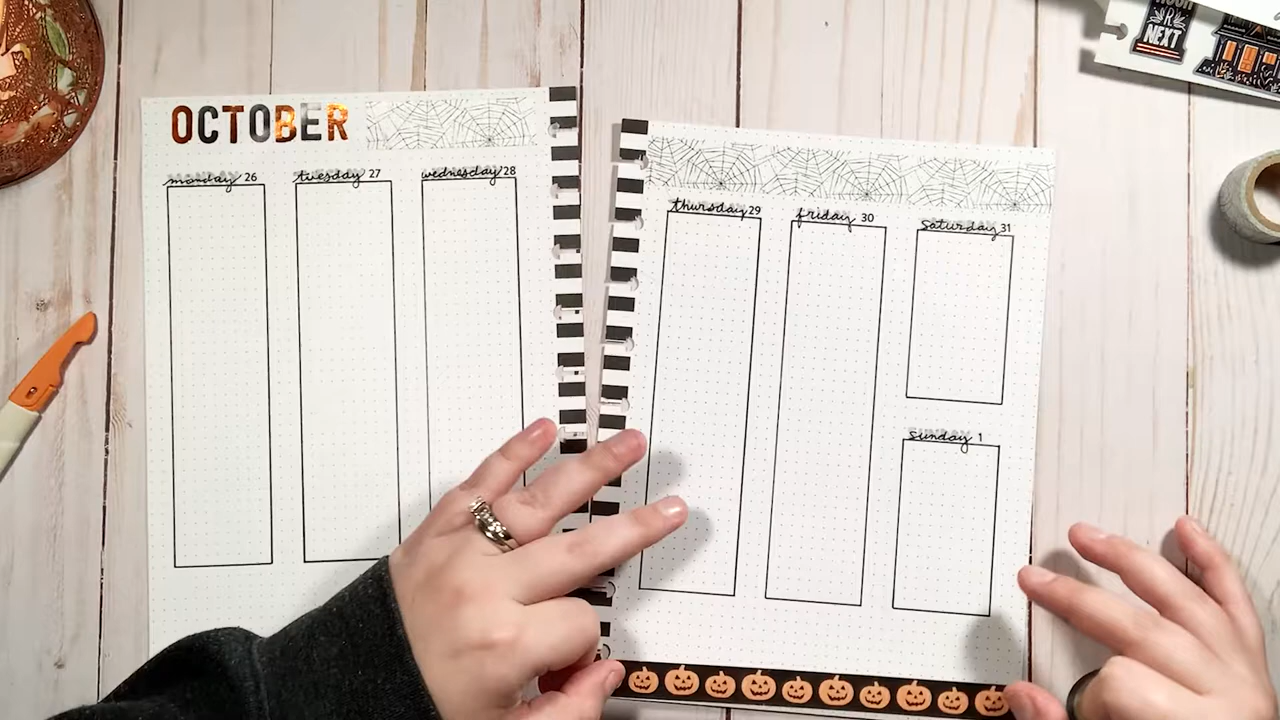 OCTOBER
monday 26
tuesday 27
wednesday 28
thursday 29
friday 30
saturday 31
sunday 1
R
NEXT